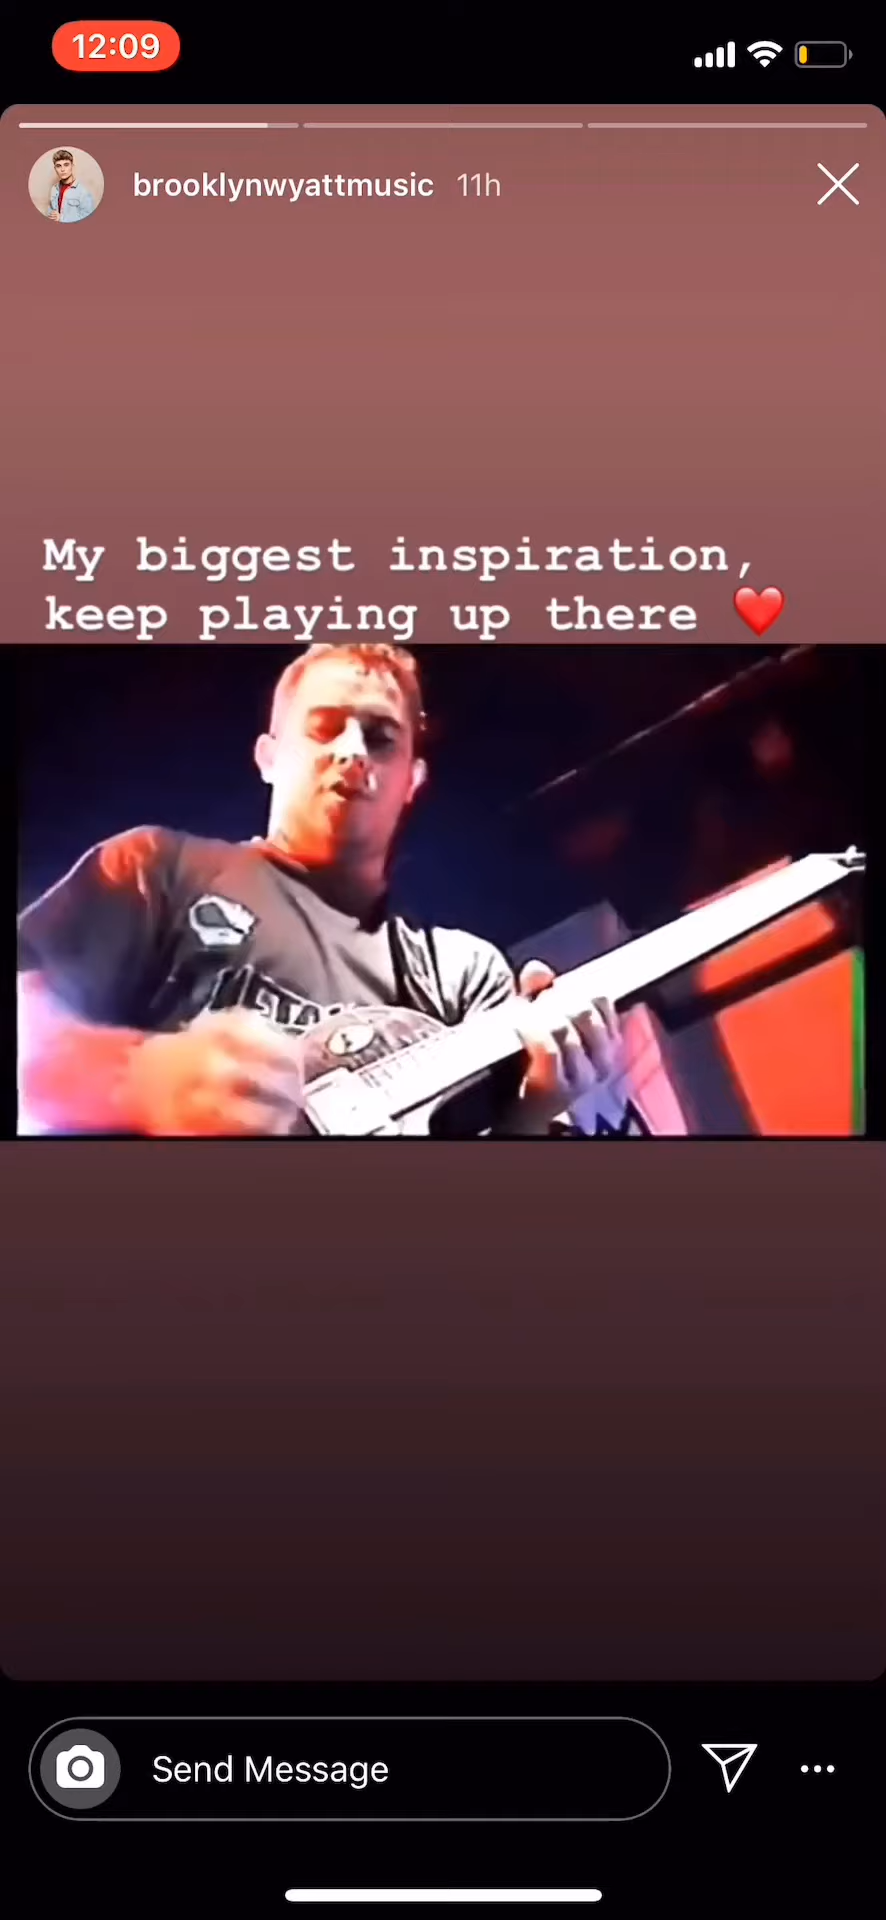 12:09
brooklynwyattmusic 11h
My biggest inspiration,
keep playing up there ❤️
Send Message